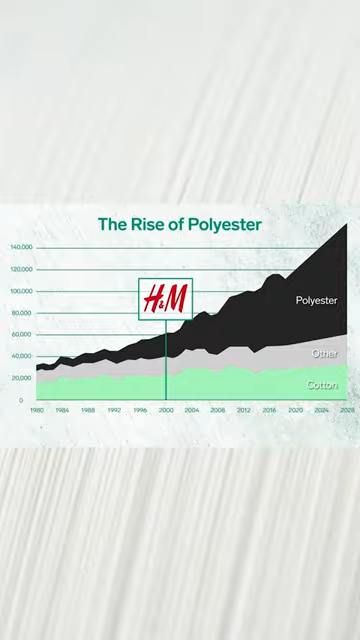 The Rise of Polyester
140,000
120,000
100,000
80,000
60,000
40,000
20,000
0
H&M
Polyester
Other
Cotton
1980 1984 1988 1992 1996 2000 2004 2008 2012 2016 2020 2024 2028